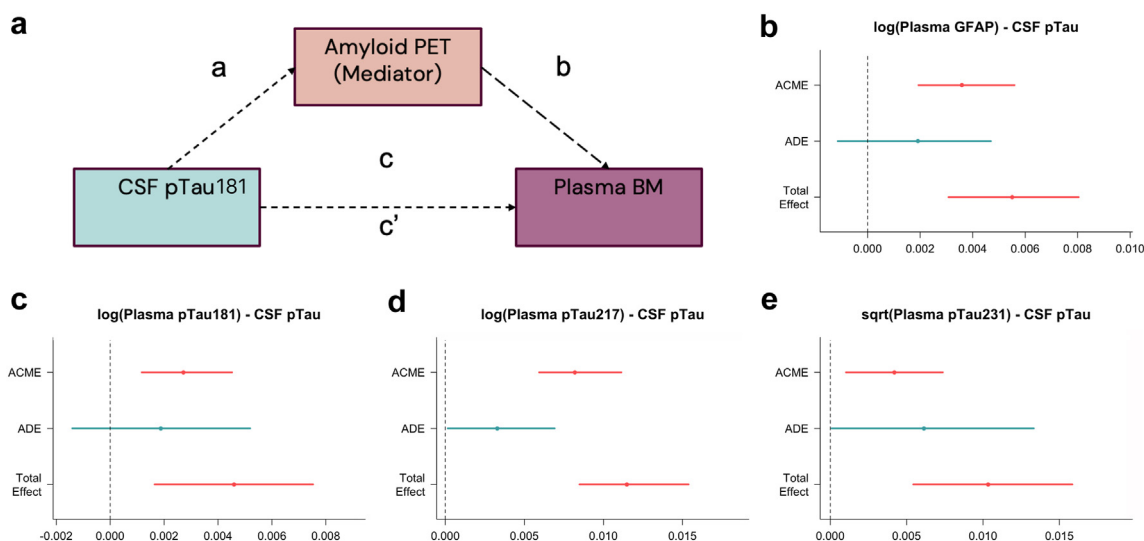 a
Amyloid PET
(Mediator)
a
b
CSF pTau181
c
c'
Plasma BM
b
log(Plasma GFAP) - CSF pTau
ACME
ADE
Total
Effect
0.000 0.002 0.004 0.006 0.008 0.010
c
log(Plasma pTau181) - CSF pTau
ACME
ADE
Total
Effect
-0.002 0.000 0.002 0.004 0.006 0.008
d
log(Plasma pTau217) - CSF pTau
ACME
ADE
Total
Effect
0.000 0.005 0.010 0.015
e
sqrt(Plasma pTau231) - CSF pTau
ACME
ADE
Total
Effect
0.000 0.005 0.010 0.015